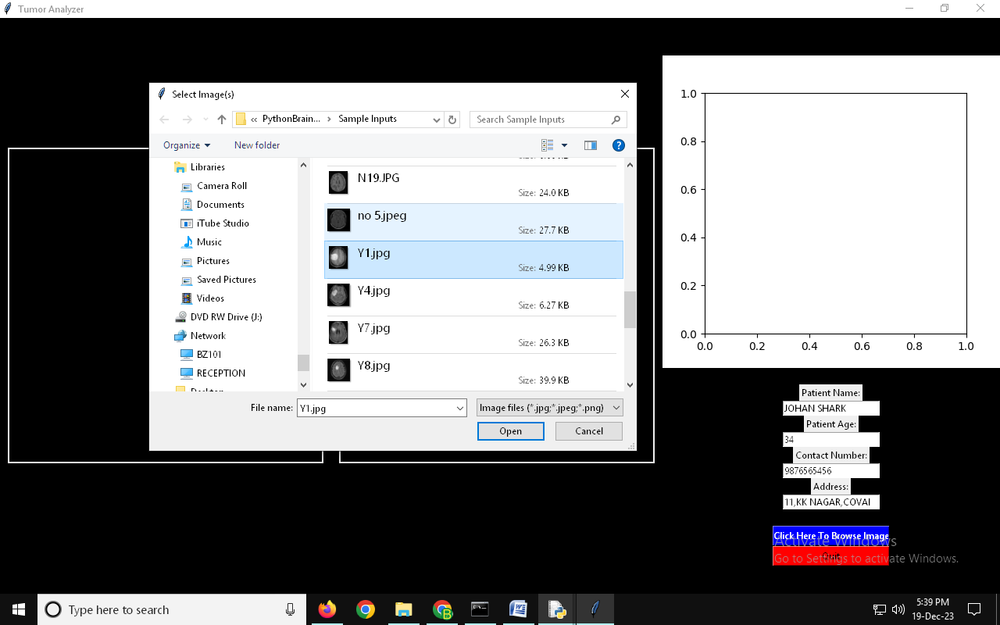 Tumor Analyzer
Select Image(s)
« PythonBrain... › Sample Inputs
Search Sample Inputs
Organize
New folder
Libraries
Camera Roll
Documents
iTube Studio
Music
Pictures
Saved Pictures
Videos
DVD RW Drive (J:)
Network
BZ101
RECEPTION
N19.JPG
Size: 24.0 KB
no 5.jpeg
Size: 27.7 KB
Y1.jpg
Size: 4.99 KB
Y4.jpg
Size: 6.27 KB
Y7.jpg
Size: 26.3 KB
Y8.jpg
Size: 39.9 KB
File name: Y1.jpg
Image files (*.jpg;*.jpeg;*.png)
Open
Cancel
1.0
0.8
0.6
0.4
0.2
0.0
0.0 0.2 0.4 0.6 0.8 1.0
Patient Name:
JOHAN SHARK
Patient Age:
34
Contact Number:
9876565456
Address:
11,KK NAGAR,COVAI
Click Here To Browse Image
Activate Windows
Go to Settings to activate Windows.
Type here to search
5:39 PM
19-Dec-23